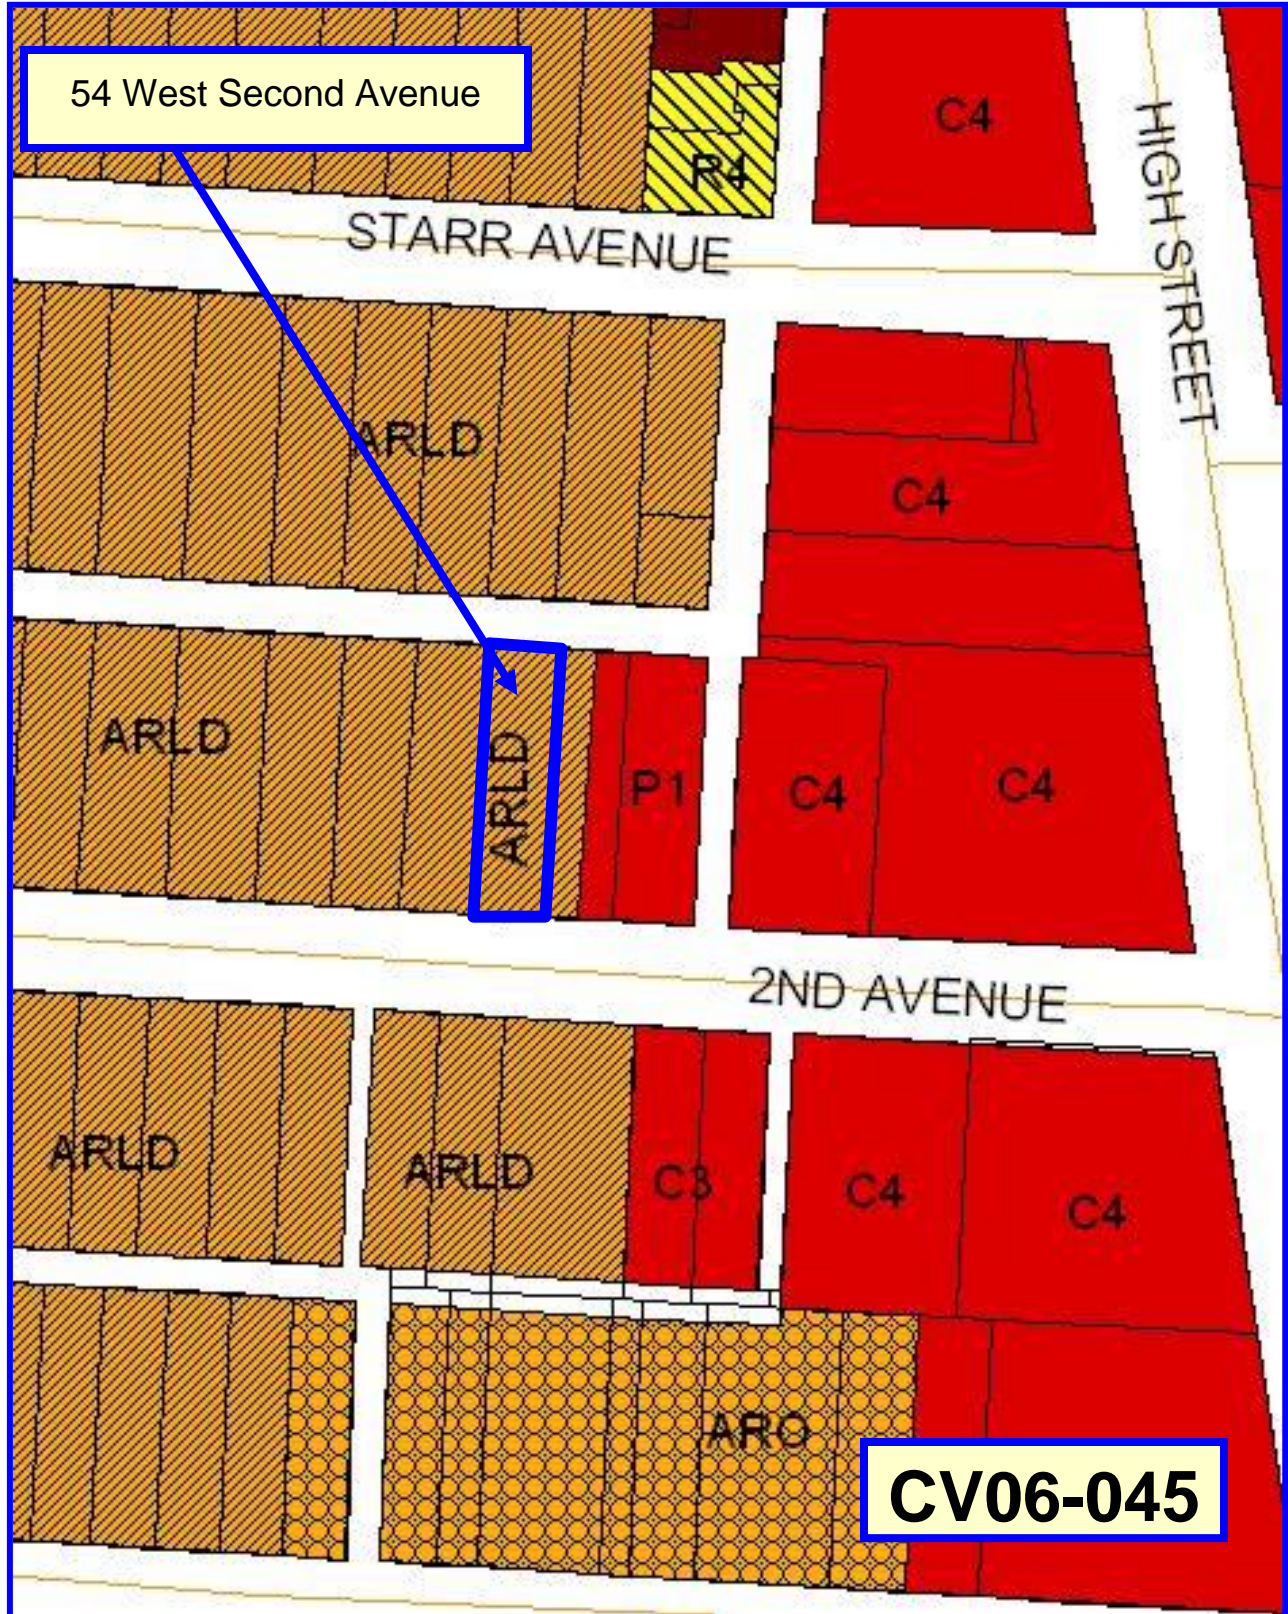 54 West Second Avenue
C4
HIGH STREET
R4
STARR AVENUE
ARLD
C4
ARLD
ARLD
P1
C4
C4
2ND AVENUE
ARLD
ARLD
C3
C4
C4
ARO
CV06-045